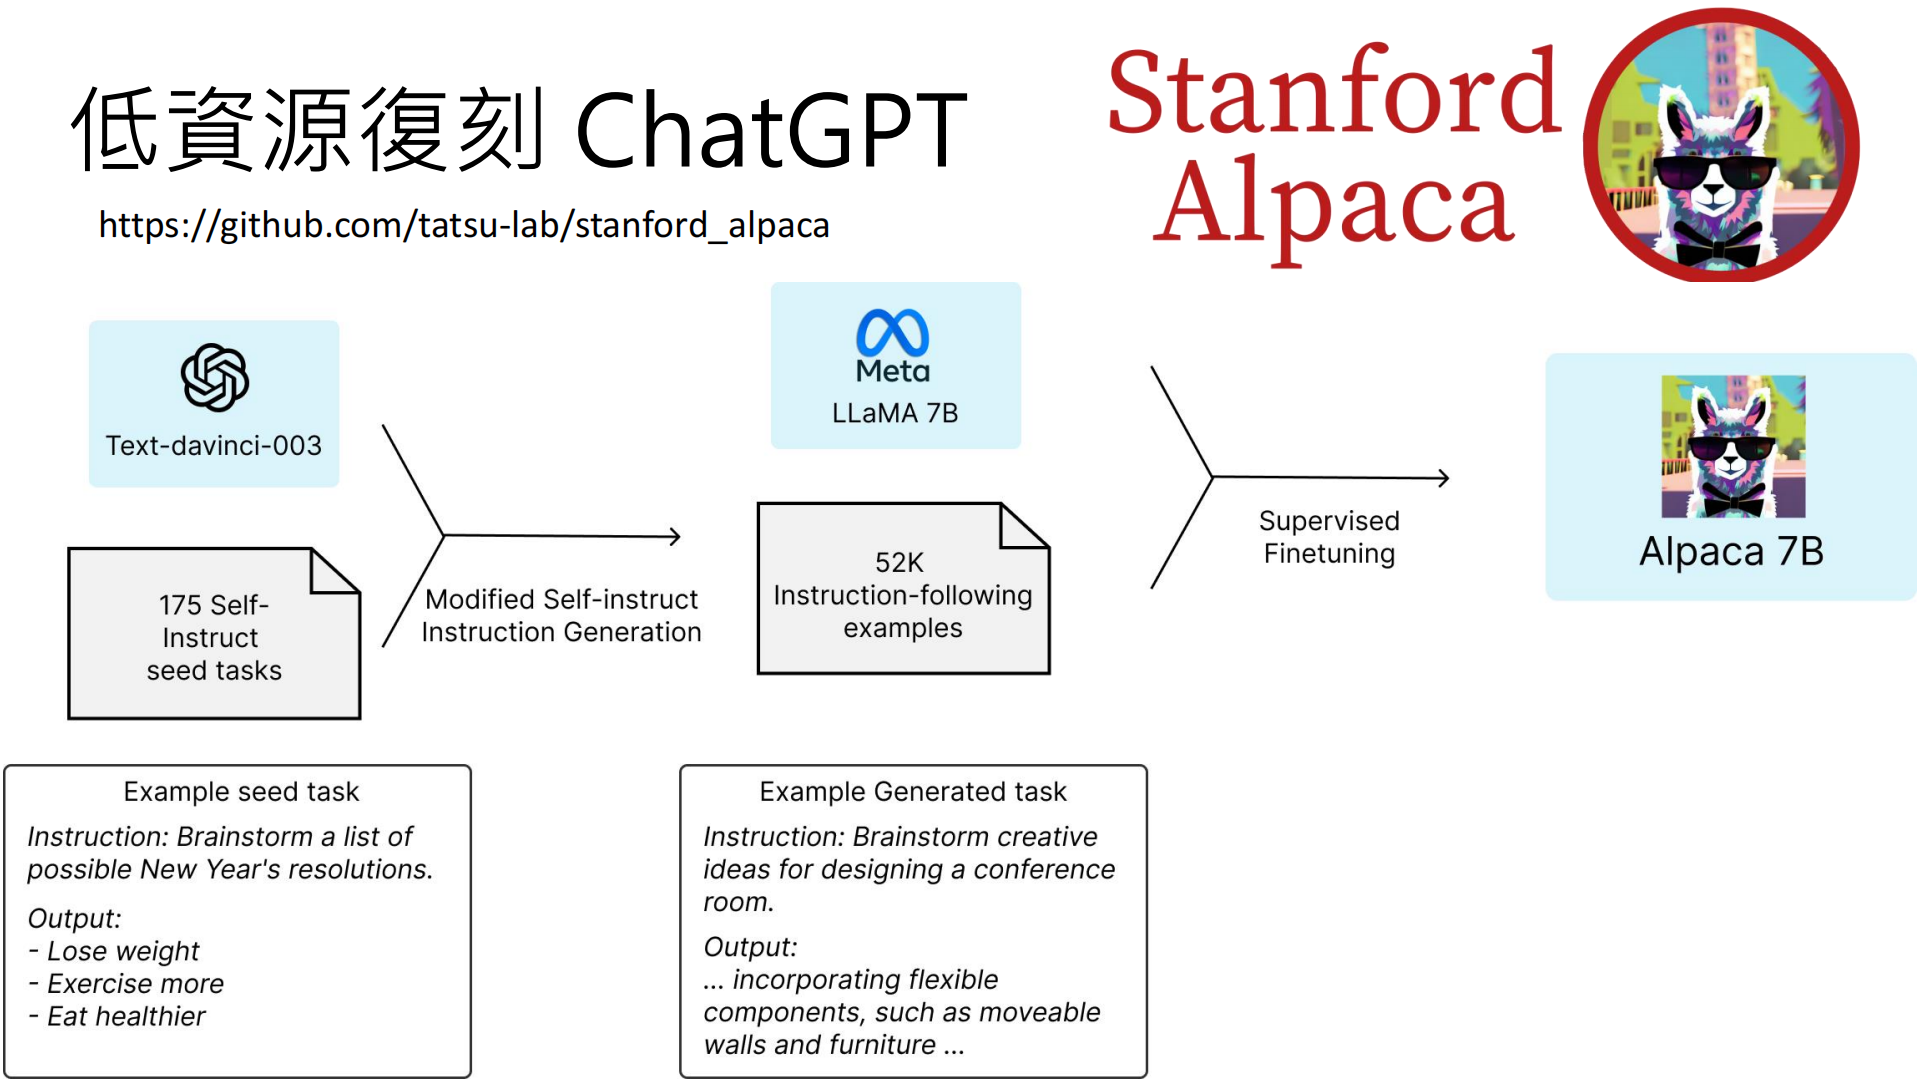 低資源復刻 ChatGPT
https://github.com/tatsu-lab/stanford_alpaca
Stanford
Alpaca
Text-davinci-003
175 Self-
Instruct
seed tasks
Modified Self-instruct
Instruction Generation
Meta
LLaMA 7B
52K
Instruction-following
examples
Supervised
Finetuning
Alpaca 7B
Example seed task
Instruction: Brainstorm a list of
possible New Year's resolutions.
Output:
- Lose weight
- Exercise more
- Eat healthier
Example Generated task
Instruction: Brainstorm creative
ideas for designing a conference
room.
Output:
... incorporating flexible
components, such as moveable
walls and furniture ...